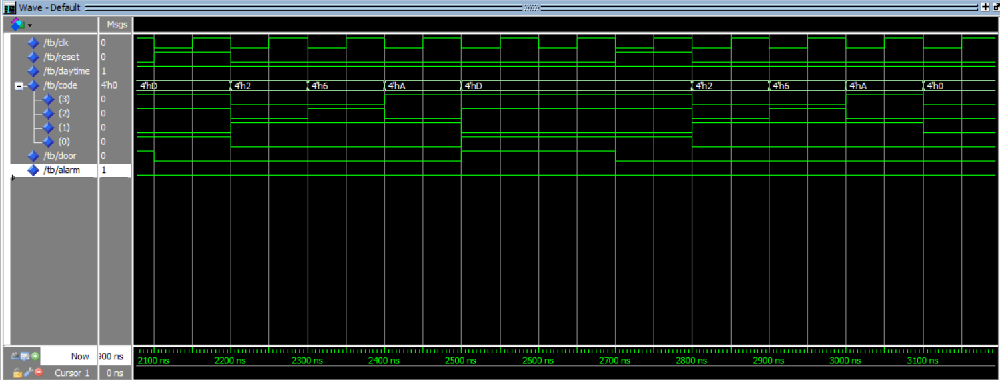 Wave - Default
Msgs
/tb/clk 0
/tb/reset 0
/tb/daytime 1
/tb/code 4'h0 4'hD 4'h2 4'h6 4'hA 4'hD 4'h2 4'h6 4'hA 4'h0
(3) 0
(2) 0
(1) 0
(0) 0
/tb/door 0
/tb/alarm 1
Now 900 ns 2100 ns 2200 ns 2300 ns 2400 ns 2500 ns 2600 ns 2700 ns 2800 ns 2900 ns 3000 ns 3100 ns
Cursor 1 0 ns